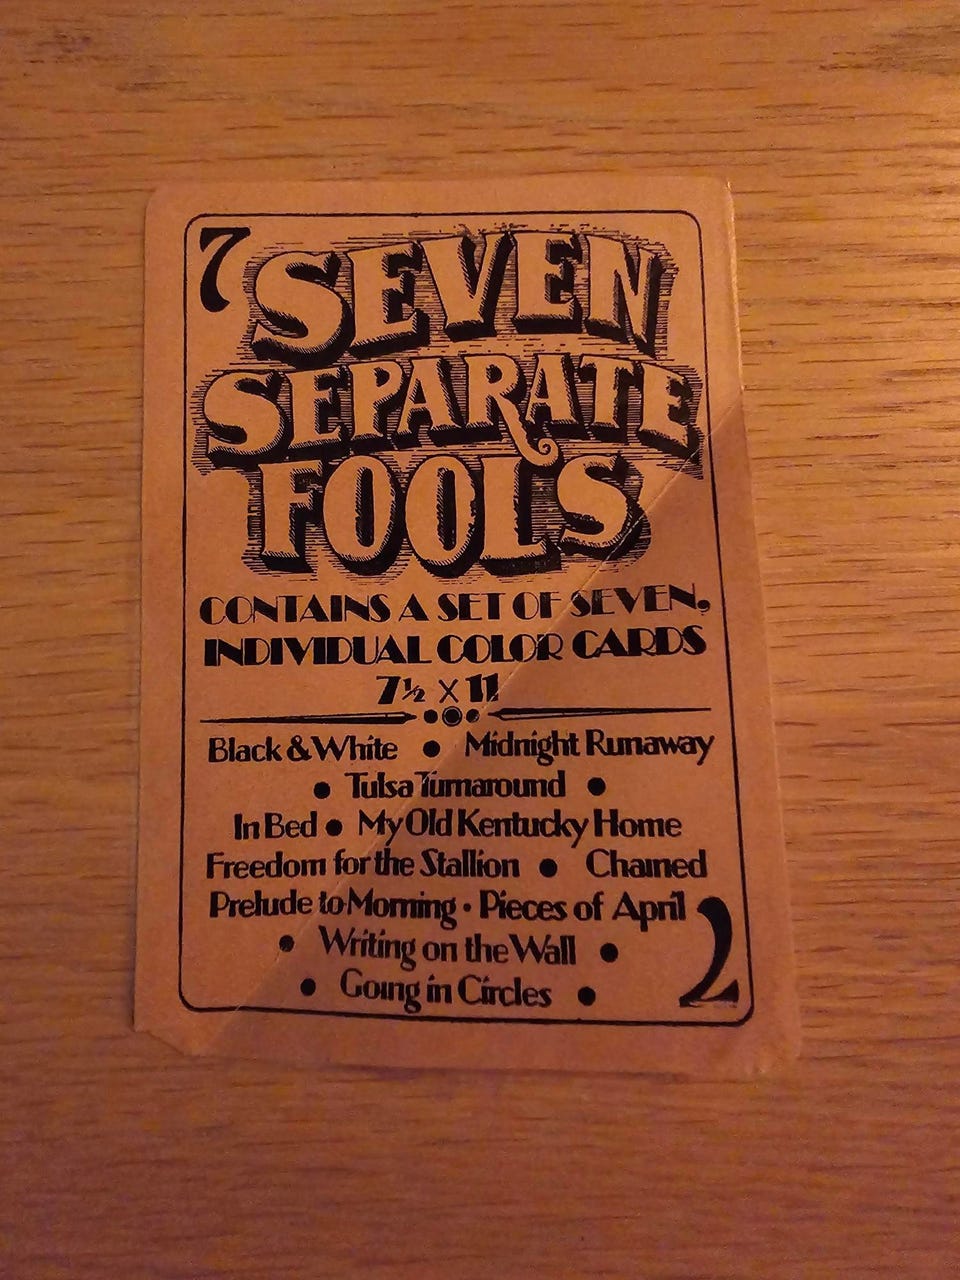 7
SEVEN
SEPARATE
FOOLS
CONTAINS A SET OF SEVEN,
INDIVIDUAL COLOR CARDS
7½ X 11
Black & White • Midnight Runaway
• Tulsa Turnaround •
In Bed • My Old Kentucky Home
Freedom for the Stallion • Chained
Prelude to Morning • Pieces of April
• Writing on the Wall •
• Going in Circles •
7